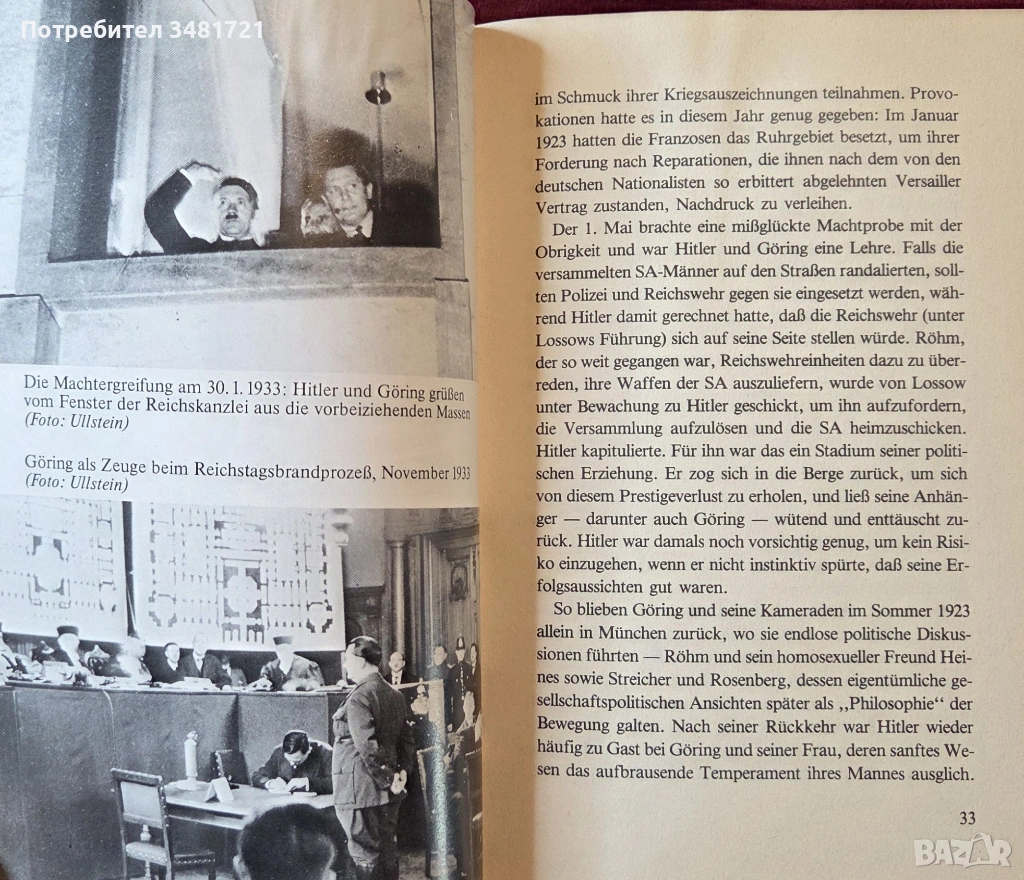 Потребител 3481721
Die Machtergreifung am 30. 1. 1933: Hitler und Göring grüßen
vom Fenster der Reichskanzlei aus die vorbeiziehenden Massen
(Foto: Ullstein)
Göring als Zeuge beim Reichstagsbrandprozeß, November 1933
(Foto: Ullstein)
im Schmuck ihrer Kriegsauszeichnungen teilnahmen. Provo-
kationen hatte es in diesem Jahr genug gegeben: Im Januar
1923 hatten die Franzosen das Ruhrgebiet besetzt, um ihrer
Forderung nach Reparationen, die ihnen nach dem von den
deutschen Nationalisten so erbittert abgelehnten Versailler
Vertrag zustanden, Nachdruck zu verleihen.
Der 1. Mai brachte eine mißglückte Machtprobe mit der
Obrigkeit und war Hitler und Göring eine Lehre. Falls die
versammelten SA-Männer auf den Straßen randalierten, soll-
ten Polizei und Reichswehr gegen sie eingesetzt werden, wäh-
rend Hitler damit gerechnet hatte, daß die Reichswehr (unter
Lossows Führung) sich auf seine Seite stellen würde. Röhm,
der so weit gegangen war, Reichswehreinheiten dazu zu über-
reden, ihre Waffen der SA auszuliefern, wurde von Lossow
unter Bewachung zu Hitler geschickt, um ihn aufzufordern,
die Versammlung aufzulösen und die SA heimzuschicken.
Hitler kapitulierte. Für ihn war das ein Stadium seiner politi-
schen Erziehung. Er zog sich in die Berge zurück, um sich
von diesem Prestigeverlust zu erholen, und ließ seine Anhän-
ger — darunter auch Göring — wütend und enttäuscht zu-
rück. Hitler war damals noch vorsichtig genug, um kein Risi-
ko einzugehen, wenn er nicht instinktiv spürte, daß seine Er-
folgsaussichten gut waren.
So blieben Göring und seine Kameraden im Sommer 1923
allein in München zurück, wo sie endlose politische Diskus-
sionen führten — Röhm und sein homosexueller Freund Hei-
nes sowie Streicher und Rosenberg, dessen eigentümliche ge-
sellschaftspolitischen Ansichten später als „Philosophie“ der
Bewegung galten. Nach seiner Rückkehr war Hitler wieder
häufig zu Gast bei Göring und seiner Frau, deren sanftes We-
sen das aufbrausende Temperament ihres Mannes ausglich.
33
BAZAR